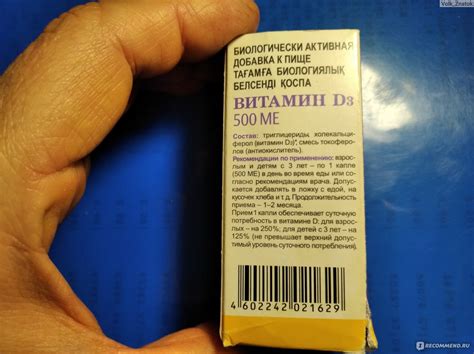 Volk_Znatok
БИОЛОГИЧЕСКИ АКТИВНАЯ
ДОБАВКА К ПИЩЕ
ТАҒАМҒА БИОЛОГИЯЛЫҚ
БЕЛСЕНДІ ҚОСПА
ВИТАМИН D3
500 МЕ
Состав: триглицериды, холекальци-
ферол (витамин D3), смесь токоферо-
лов (антиокислитель).
Рекомендации по применению: взрос-
лым и детям с 3 лет – по 1 капле
(500 МЕ) в день во время еды или со-
гласно рекомендациям врача. Допус-
кается добавлять в ложку с едой, на
кусочек хлеба и т.д. Продолжительность
приема – 1–2 месяца.
Прием 1 капли обеспечивает суточную
потребность в витамине D: для взрос-
лых – на 250%; для детей с 3 лет – на
125% (не превышает верхний допус-
тимый уровень суточного потребления).
4 602242 021629
IRECOMMEND.RU